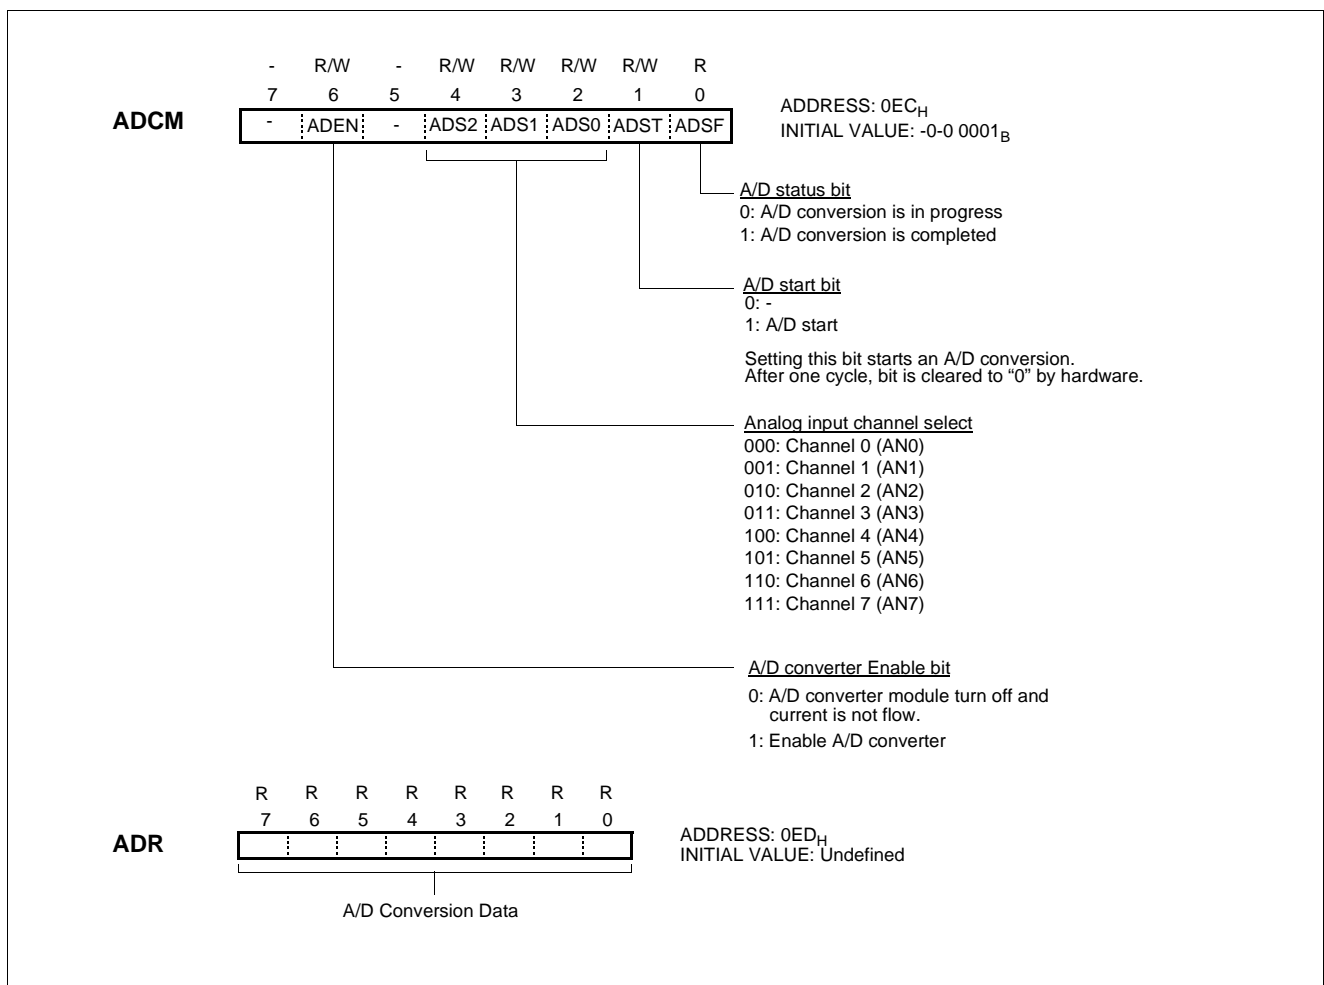 - R/W - R/W R/W R/W R/W R
7 6 5 4 3 2 1 0
ADCM
- ADEN - ADS2 ADS1 ADS0 ADST ADSF
ADDRESS: 0ECH
INITIAL VALUE: -0-0 0001B
A/D status bit
0: A/D conversion is in progress
1: A/D conversion is completed
A/D start bit
0: -
1: A/D start
Setting this bit starts an A/D conversion.
After one cycle, bit is cleared to “0” by hardware.
Analog input channel select
000: Channel 0 (AN0)
001: Channel 1 (AN1)
010: Channel 2 (AN2)
011: Channel 3 (AN3)
100: Channel 4 (AN4)
101: Channel 5 (AN5)
110: Channel 6 (AN6)
111: Channel 7 (AN7)
A/D converter Enable bit
0: A/D converter module turn off and
current is not flow.
1: Enable A/D converter
R R R R R R R R
7 6 5 4 3 2 1 0
ADR
ADDRESS: 0EDH
INITIAL VALUE: Undefined
A/D Conversion Data